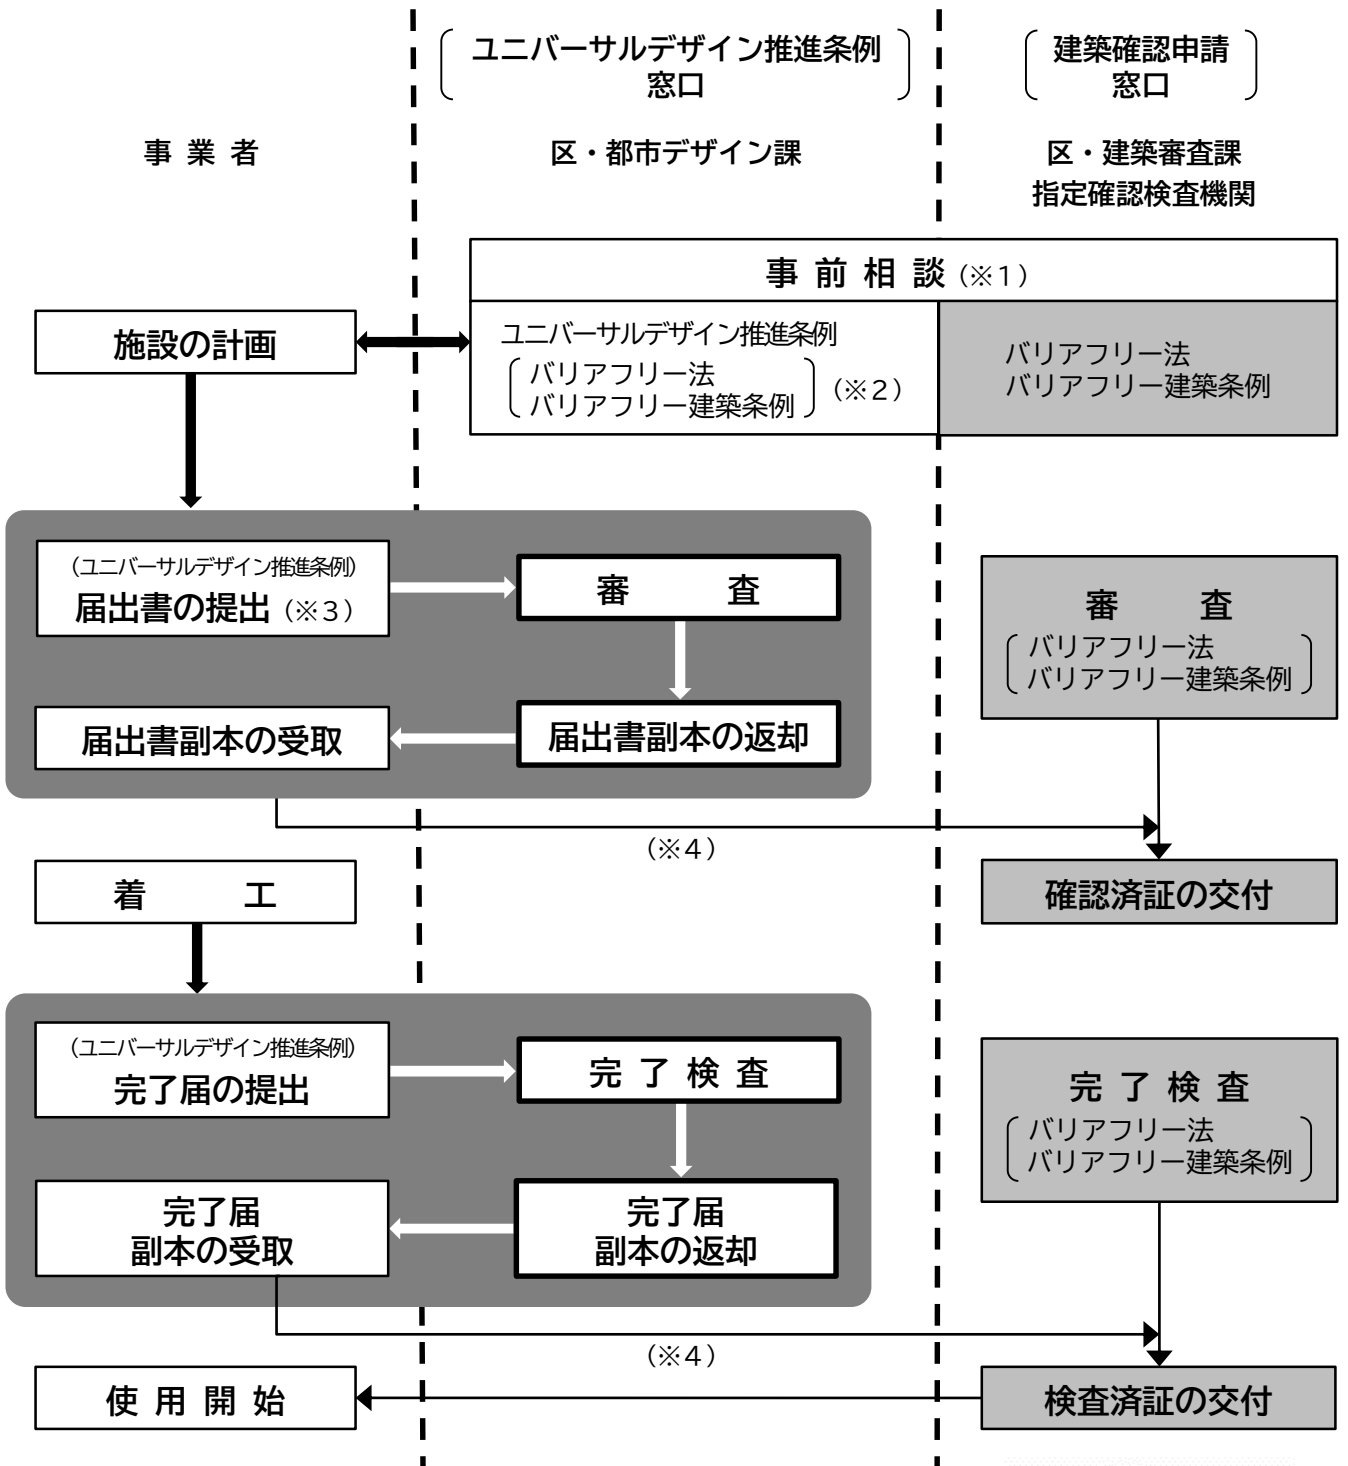 ユニバーサルデザイン推進条例
窓口
建築確認申請
窓口
事業者
区・都市デザイン課
区・建築審査課
指定確認検査機関
事前相談（※1）
施設の計画
ユニバーサルデザイン推進条例
バリアフリー法
バリアフリー建築条例
（※2）
バリアフリー法
バリアフリー建築条例
（ユニバーサルデザイン推進条例）
届出書の提出（※3）
審　査
審　査
バリアフリー法
バリアフリー建築条例
届出書副本の受取
届出書副本の返却
（※4）
着　工
確認済証の交付
（ユニバーサルデザイン推進条例）
完了届の提出
完了検査
完了検査
バリアフリー法
バリアフリー建築条例
完了届
副本の受取
完了届
副本の返却
（※4）
使用開始
検査済証の交付